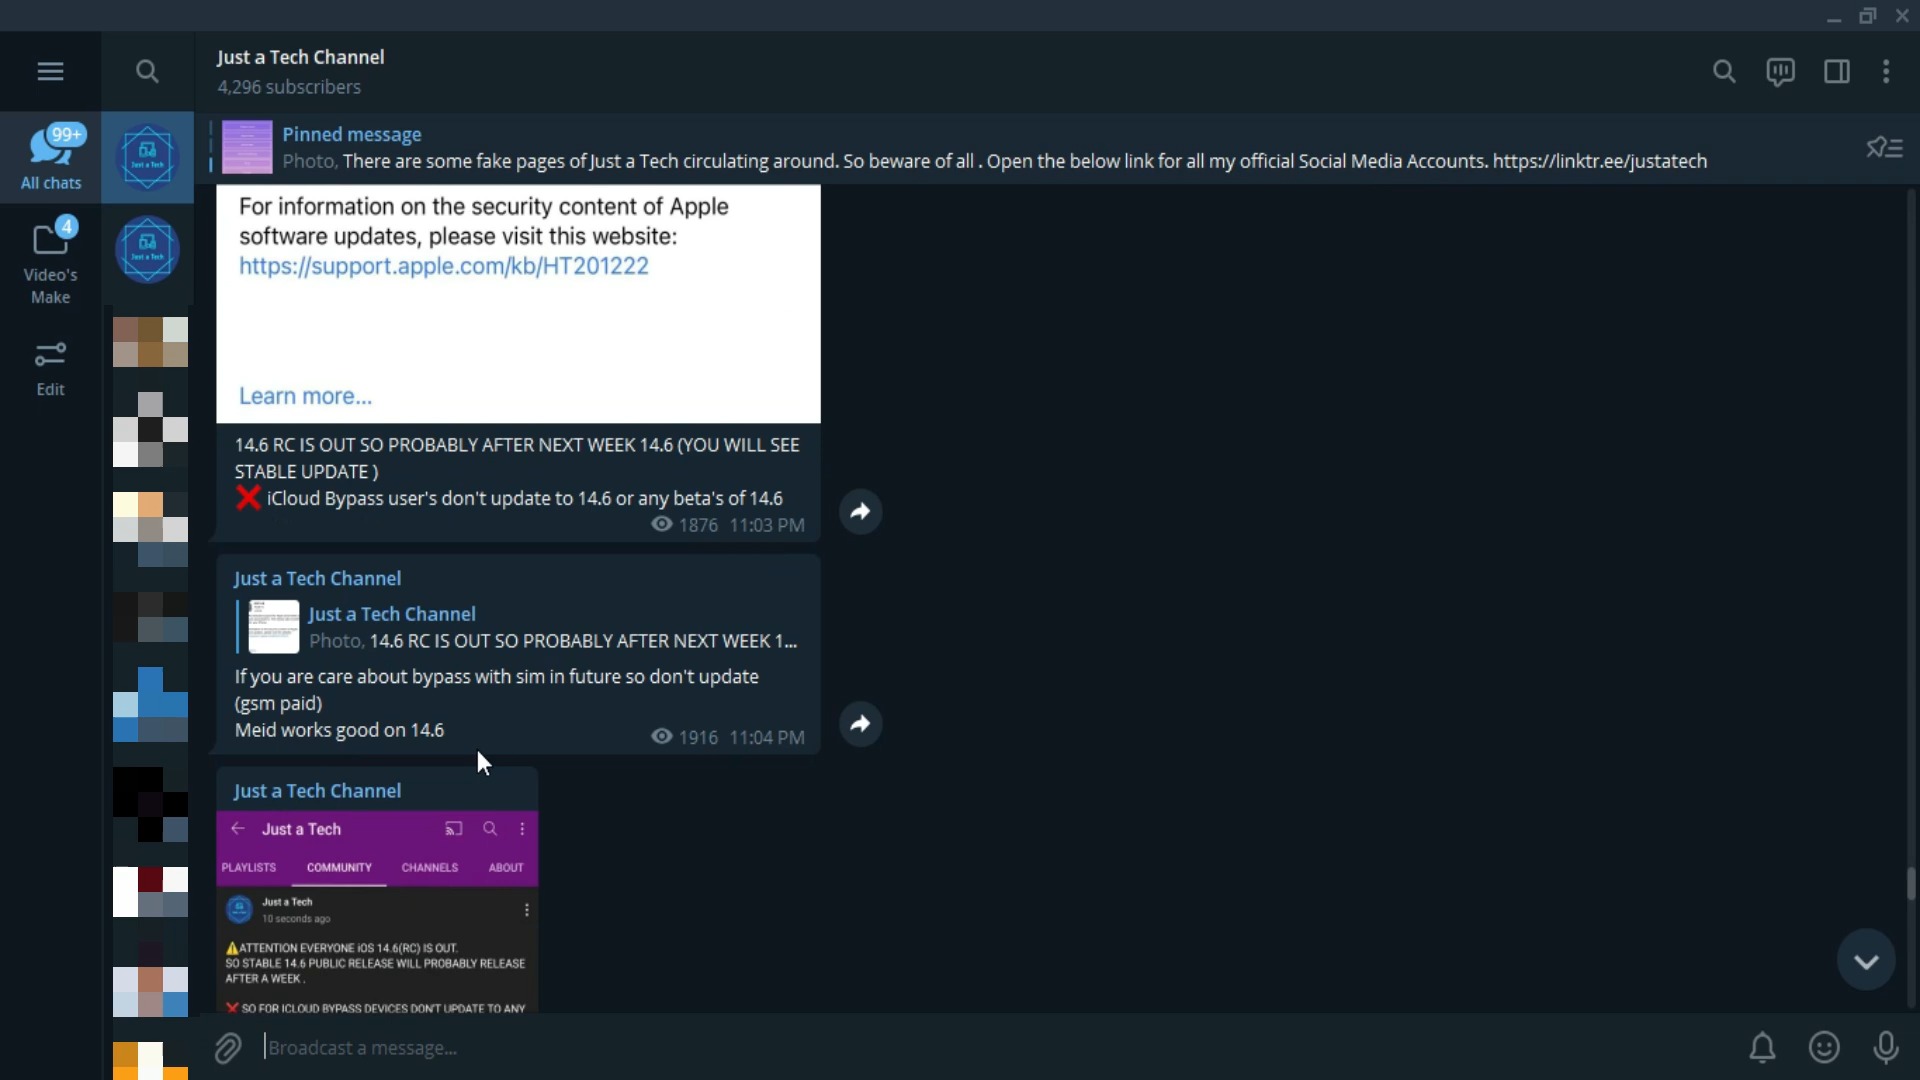 Just a Tech Channel
4,296 subscribers
99+
All chats
4
Video's
Make
Edit
Just a Tech
Just a Tech
Pinned message
Photo, There are some fake pages of Just a Tech circulating around. So beware of all . Open the below link for all my official Social Media Accounts. https://linktr.ee/justatech
For information on the security content of Apple
software updates, please visit this website:
https://support.apple.com/kb/HT201222
Learn more...
14.6 RC IS OUT SO PROBABLY AFTER NEXT WEEK 14.6 (YOU WILL SEE
STABLE UPDATE )
❌ iCloud Bypass user's don't update to 14.6 or any beta's of 14.6
1876 11:03 PM
Just a Tech Channel
Just a Tech Channel
Photo, 14.6 RC IS OUT SO PROBABLY AFTER NEXT WEEK 1...
If you are care about bypass with sim in future so don't update
(gsm paid)
Meid works good on 14.6
1916 11:04 PM
Just a Tech Channel
Just a Tech
PLAYLISTS COMMUNITY CHANNELS ABOUT
Just a Tech
10 seconds ago
⚠ATTENTION EVERYONE iOS 14.6(RC) IS OUT.
SO STABLE 14.6 PUBLIC RELEASE WILL PROBABLY RELEASE
AFTER A WEEK .
❌ SO FOR ICLOUD BYPASS DEVICES DON'T UPDATE TO ANY
Broadcast a message...